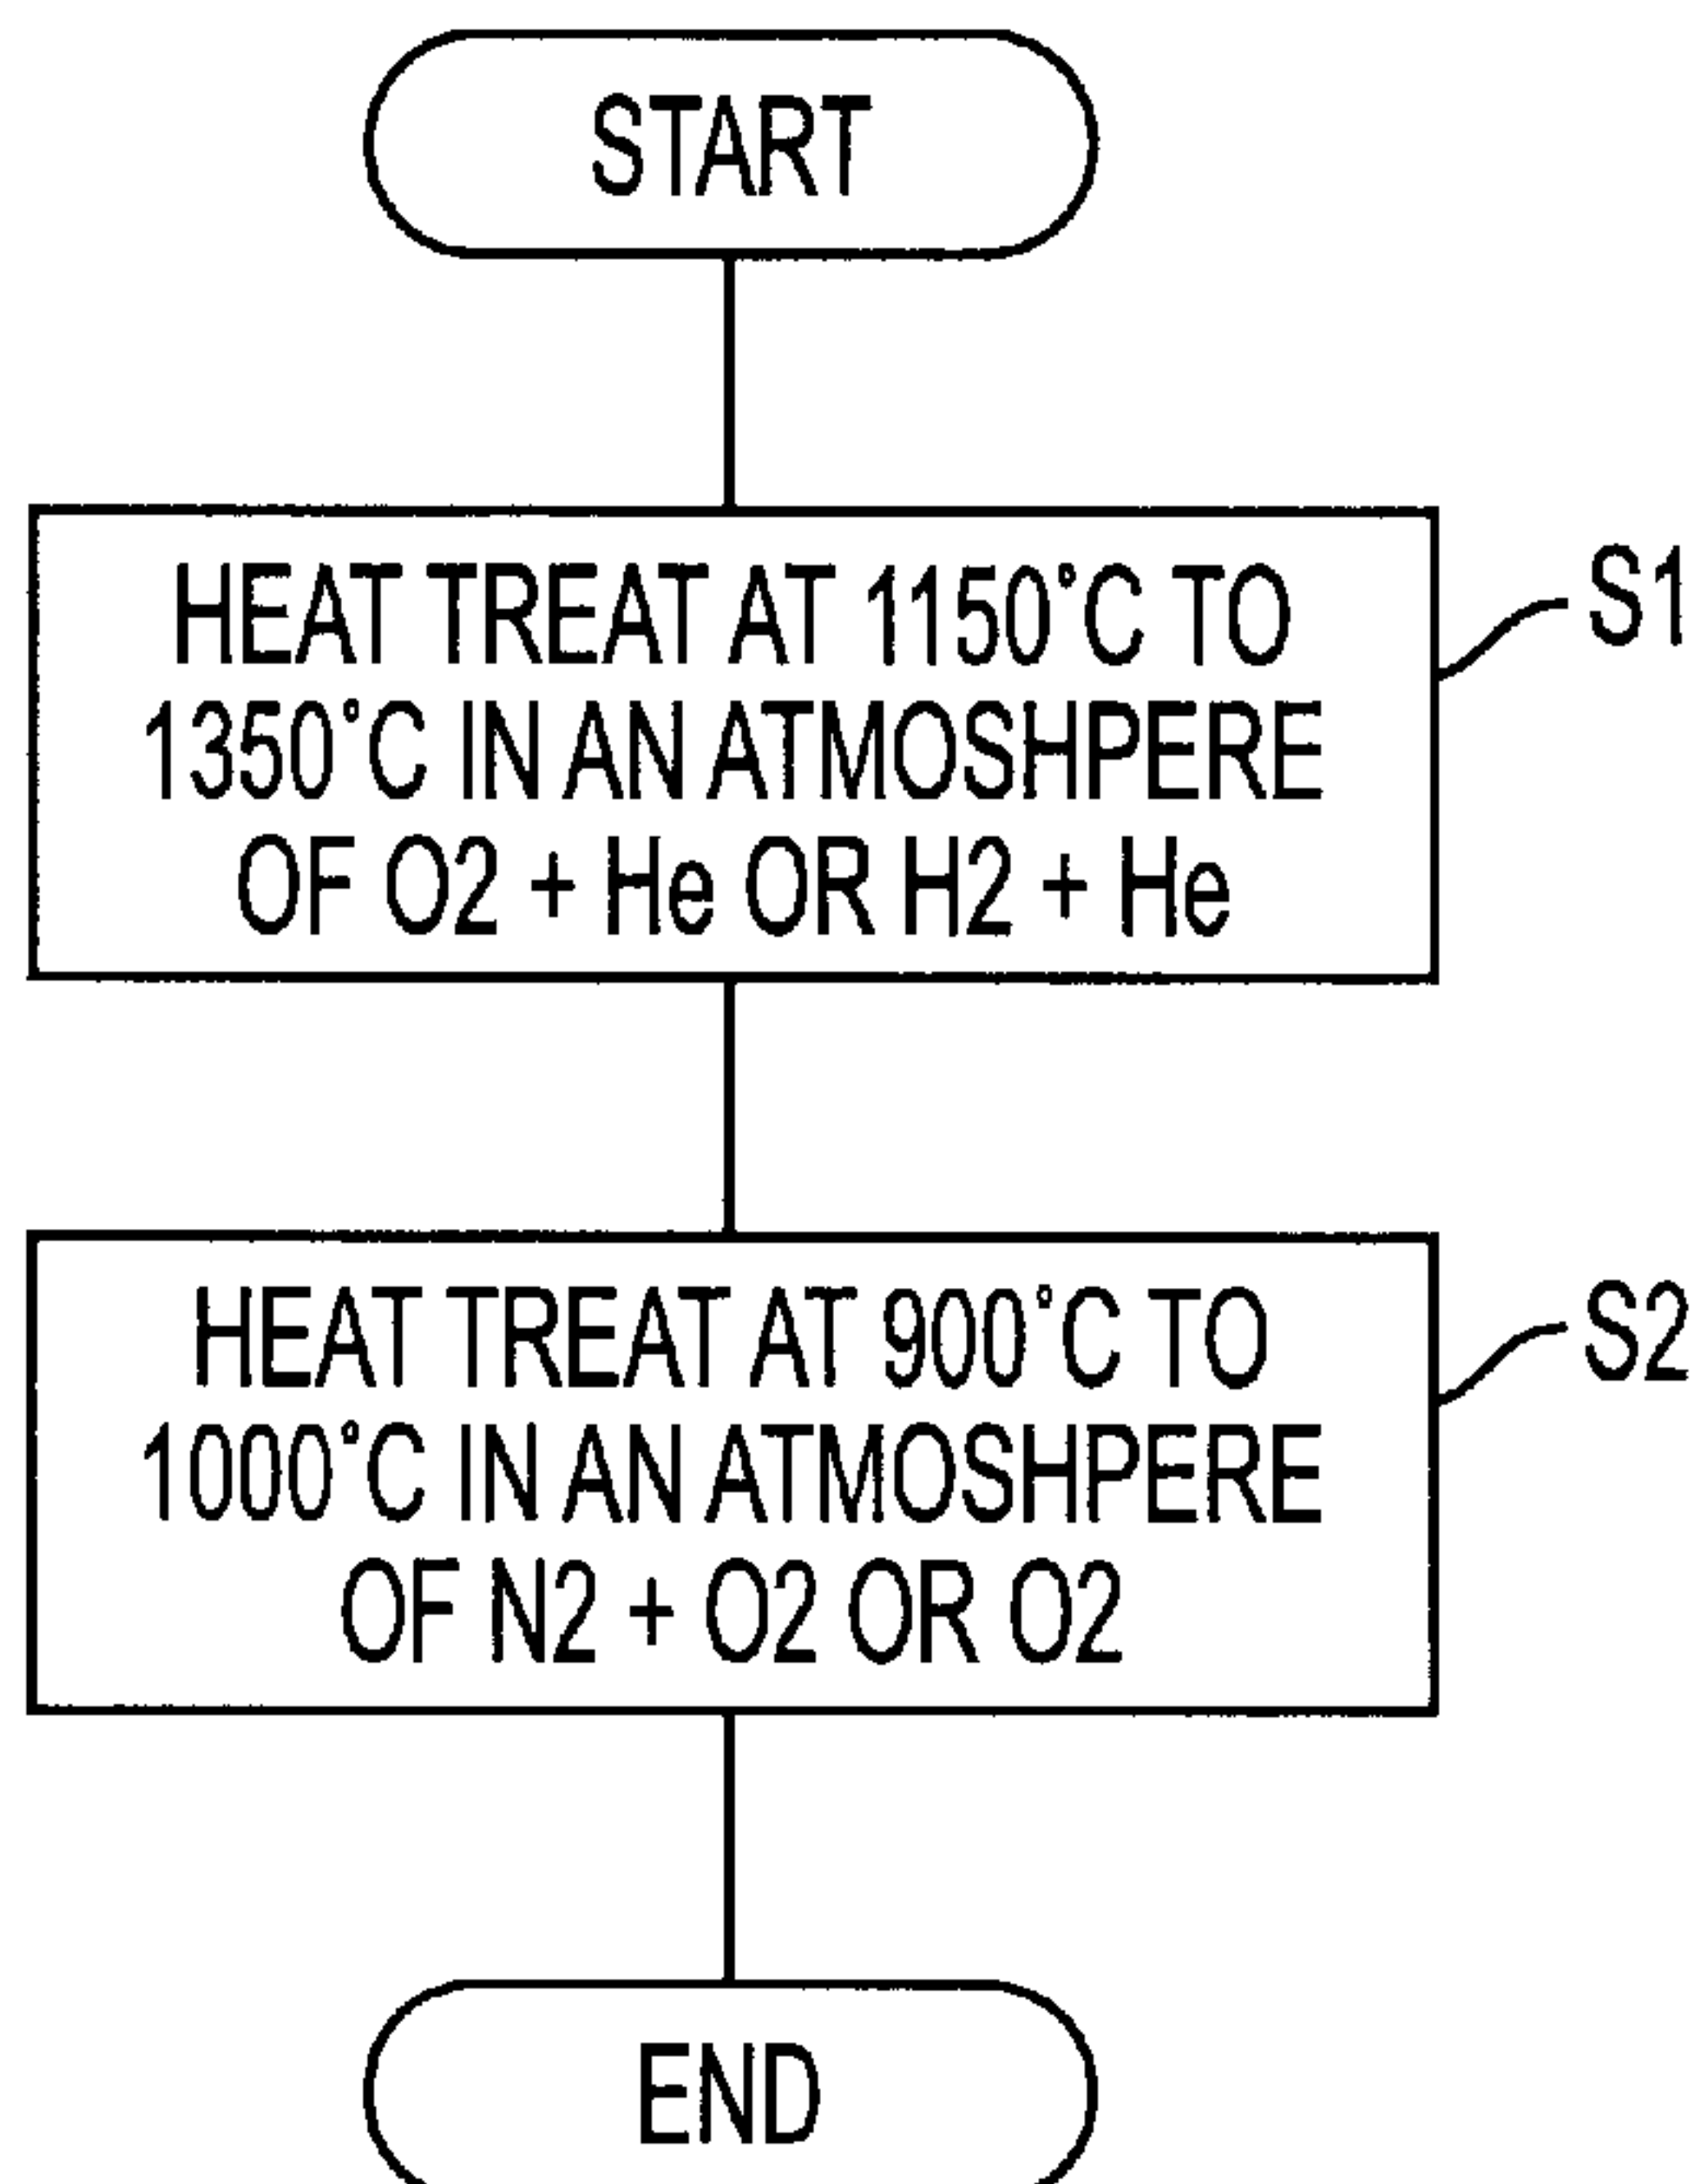 START
HEAT TREAT AT 1150°C TO
1350°C IN AN ATMOSHPERE
OF O2 + He OR H2 + He
S1
HEAT TREAT AT 900°C TO
1000°C IN AN ATMOSHPERE
OF N2 + O2 OR O2
S2
END